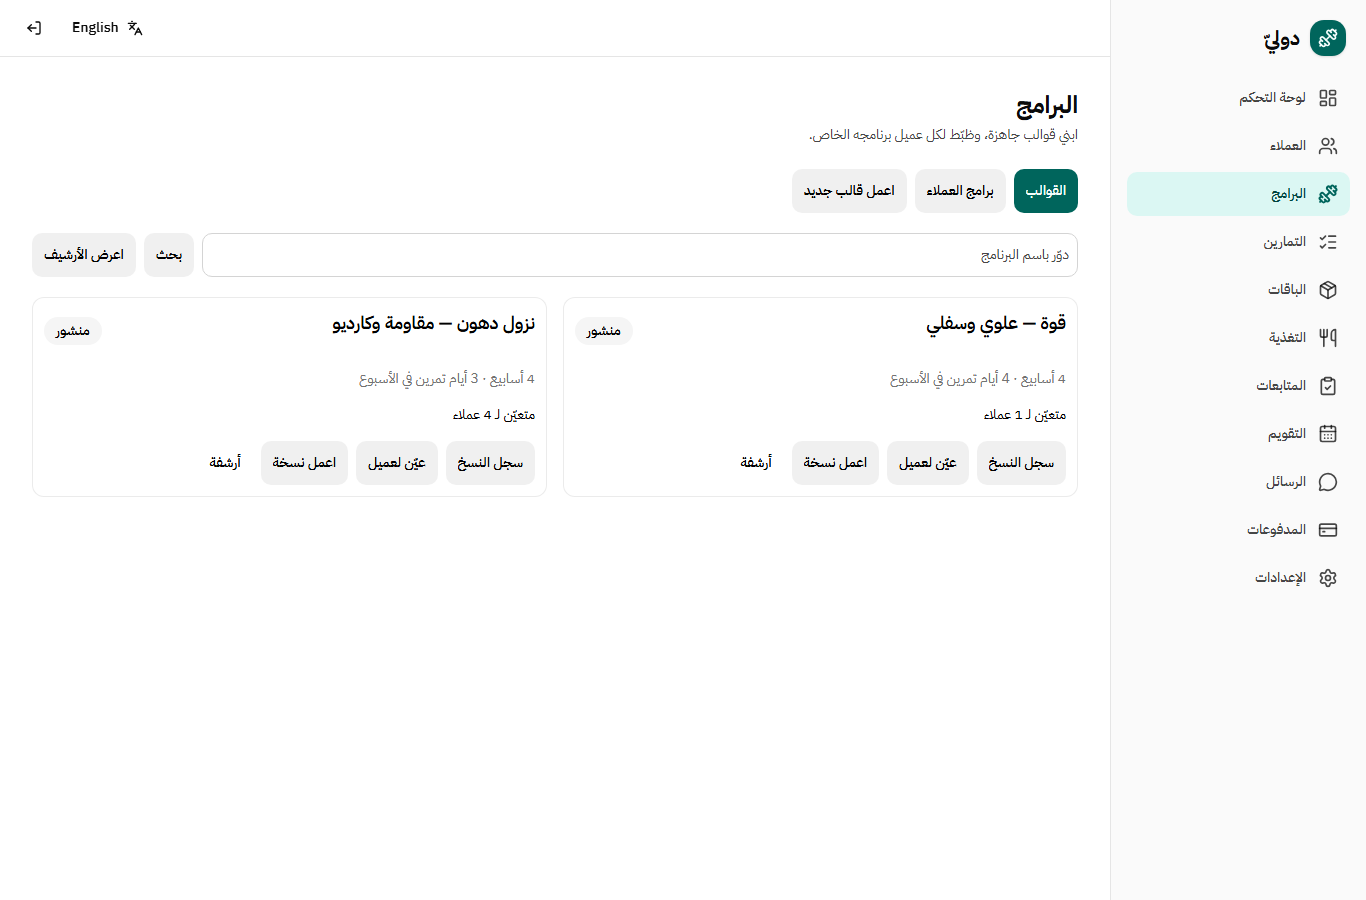 دوليّ
لوحة التحكم
العملاء
البرامج
التمارين
الباقات
التغذية
المتابعات
التقويم
الرسائل
المدفوعات
الإعدادات
English
البرامج
ابني قوالب جاهزة، وظبّط لكل عميل برنامجه الخاص.
القوالب
برامج العملاء
اعمل قالب جديد
دوّر باسم البرنامج
بحث
اعرض الأرشيف
قوة — علوي وسفلي
منشور
4 أسابيع · 4 أيام تمرين في الأسبوع
متعيّن لـ 1 عملاء
سجل النسخ
عيّن لعميل
اعمل نسخة
أرشفة
نزول دهون — مقاومة وكارديو
منشور
4 أسابيع · 3 أيام تمرين في الأسبوع
متعيّن لـ 4 عملاء
سجل النسخ
عيّن لعميل
اعمل نسخة
أرشفة